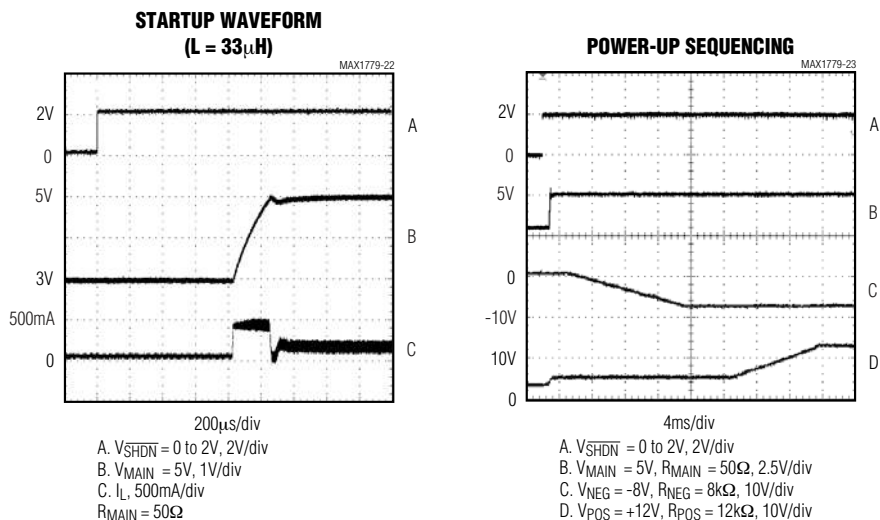 STARTUP WAVEFORM
(L = 33μH)
MAX1779-22
2V
A
0
5V
B
3V
500mA
C
0
200μs/div
A. VSHDN = 0 to 2V, 2V/div
B. VMAIN = 5V, 1V/div
C. IL, 500mA/div
RMAIN = 50Ω
POWER-UP SEQUENCING
MAX1779-23
2V
A
0
5V
B
0
C
-10V
10V
D
0
4ms/div
A. VSHDN = 0 to 2V, 2V/div
B. VMAIN = 5V, RMAIN = 50Ω, 2.5V/div
C. VNEG = -8V, RNEG = 8kΩ, 10V/div
D. VPOS = +12V, RPOS = 12kΩ, 10V/div